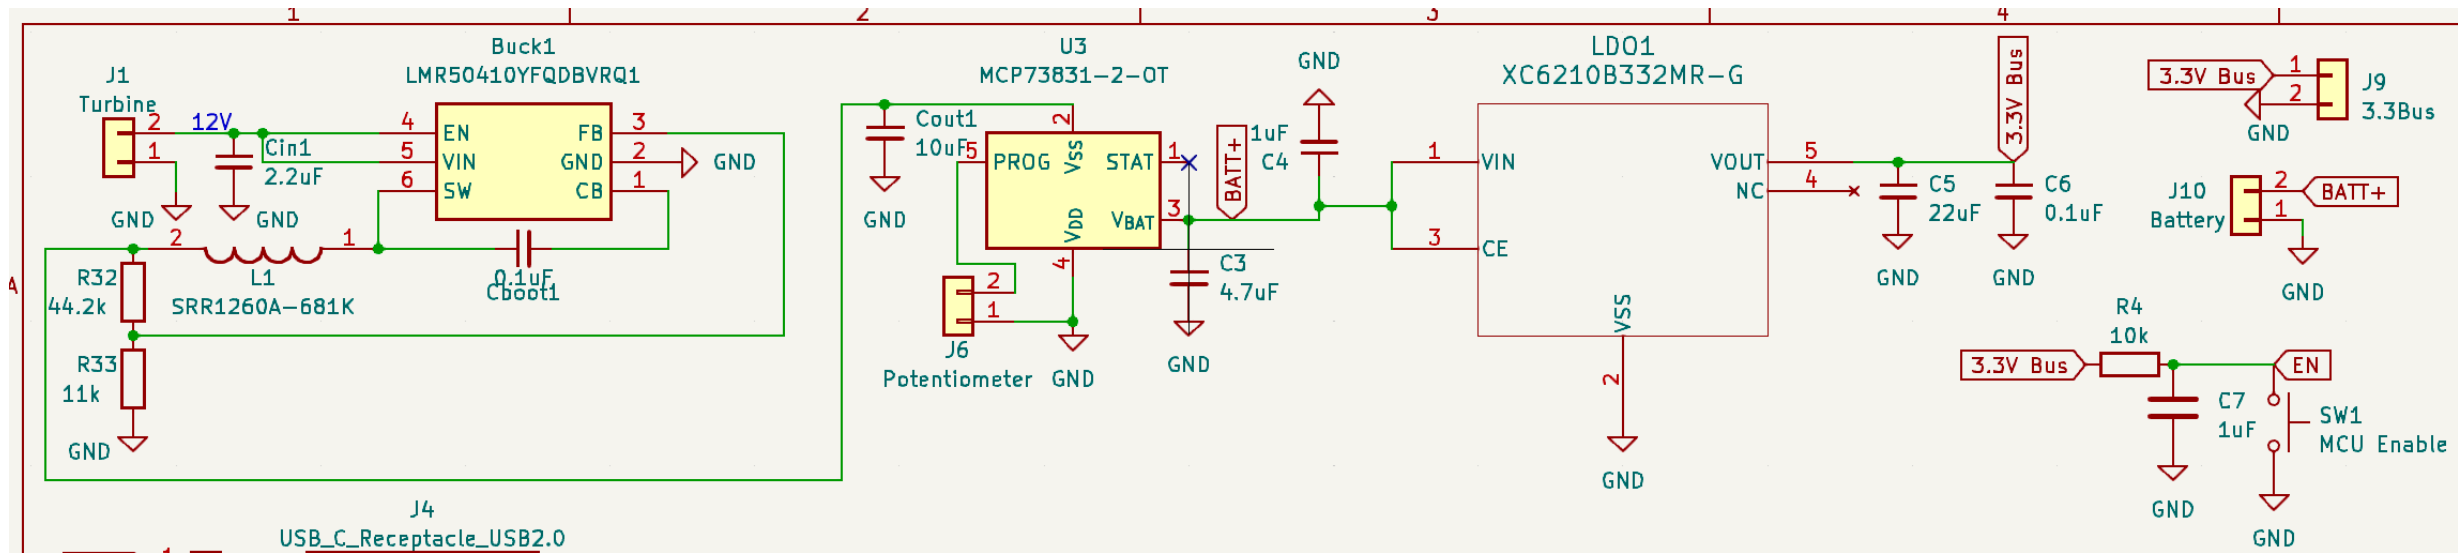 1
2
3
4
A
J1
Turbine
2
1
12V
Cin1
2.2uF
GND
GND
Buck1
LMR50410YFQDBVRQ1
4
EN
5
VIN
6
SW
FB
3
GND
2
CB
1
GND
2
1
L1
SRR1260A-681K
0.1uF
Cboot1
R32
44.2k
R33
11k
GND
J4
USB_C_Receptacle_USB2.0
1
U3
MCP73831-2-OT
Cout1
10uF
GND
5
PROG
2
VSS
STAT
1
VBAT
3
VDD
4
2
1
J6
Potentiometer
GND
BATT+
GND
1uF
C4
C3
4.7uF
GND
LDO1
XC6210B332MR-G
1
VIN
3
CE
VOUT
5
NC
4
VSS
2
GND
C5
22uF
GND
3.3V Bus
C6
0.1uF
GND
3.3V Bus
1
2
GND
J9
3.3Bus
J10
Battery
2
1
BATT+
GND
R4
10k
3.3V Bus
EN
C7
1uF
GND
SW1
MCU Enable
GND